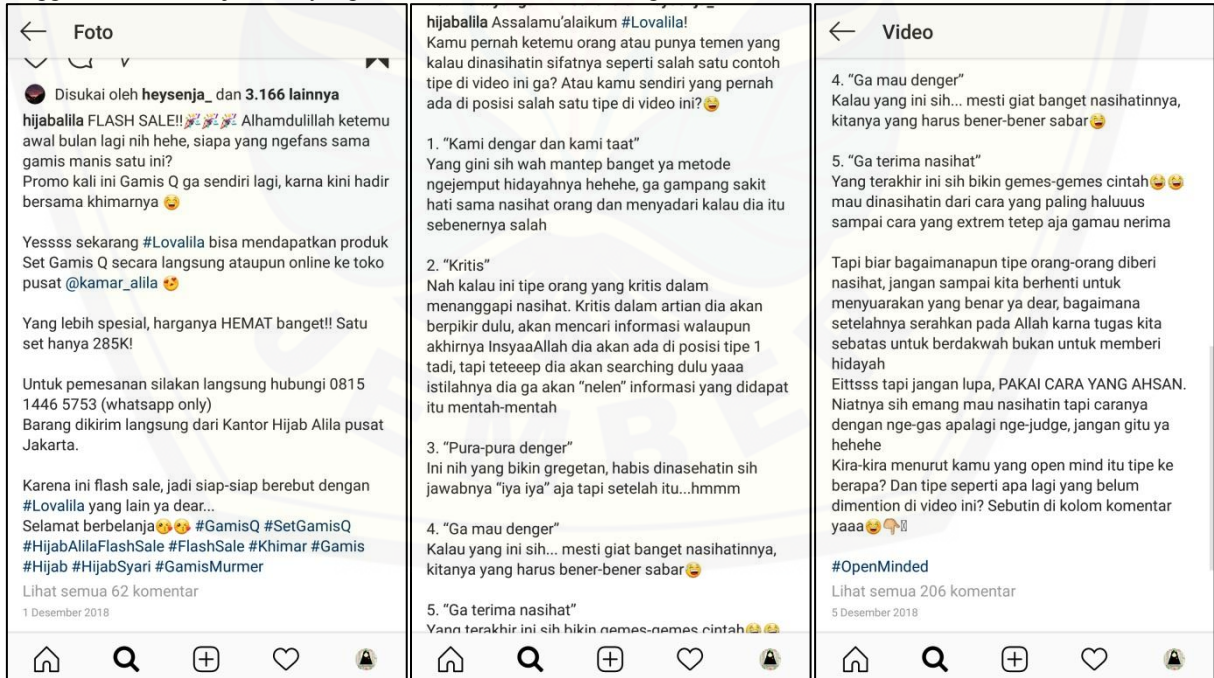 Foto
Disukai oleh heysenja_ dan 3.166 lainnya
hijabalila FLASH SALE!!🎉🎉🎉 Alhamdulillah ketemu
awal bulan lagi nih hehe, siapa yang ngefans sama
gamis manis satu ini?
Promo kali ini Gamis Q ga sendiri lagi, karna kini hadir
bersama khimarnya 😄
Yessss sekarang #Lovalila bisa mendapatkan produk
Set Gamis Q secara langsung ataupun online ke toko
pusat @kamar_alila 😍
Yang lebih spesial, harganya HEMAT banget!! Satu
set hanya 285K!
Untuk pemesanan silakan langsung hubungi 0815
1446 5753 (whatsapp only)
Barang dikirim langsung dari Kantor Hijab Alila pusat
Jakarta.
Karena ini flash sale, jadi siap-siap berebut dengan
#Lovalila yang lain ya dear...
Selamat berbelanja😘😘 #GamisQ #SetGamisQ
#HijabAlilaFlashSale #FlashSale #Khimar #Gamis
#Hijab #HijabSyari #GamisMurmer
Lihat semua 62 komentar
1 Desember 2018
hijabalila Assalamu'alaikum #Lovalila!
Kamu pernah ketemu orang atau punya temen yang
kalau dinasihatin sifatnya seperti salah satu contoh
tipe di video ini ga? Atau kamu sendiri yang pernah
ada di posisi salah satu tipe di video ini?😄
1. “Kami dengar dan kami taat”
Yang gini sih wah mantep banget ya metode
ngejemput hidayahnya hehehe, ga gampang sakit
hati sama nasihat orang dan menyadari kalau dia itu
sebenernya salah
2. “Kritis”
Nah kalau ini tipe orang yang kritis dalam
menanggapi nasihat. Kritis dalam artian dia akan
berpikir dulu, akan mencari informasi walaupun
akhirnya InsyaaAllah dia akan ada di posisi tipe 1
tadi, tapi teteeep dia akan searching dulu yaaa
istilahnya dia ga akan “nelen” informasi yang didapat
itu mentah-mentah
3. “Pura-pura denger”
Ini nih yang bikin gregetan, habis dinasehatin sih
jawabnya “iya iya” aja tapi setelah itu...hmmm
4. “Ga mau denger”
Kalau yang ini sih... mesti giat banget nasihatinnya,
kitanya yang harus bener-bener sabar😄
5. “Ga terima nasihat”
Yang terakhir ini sih bikin gemes-gemes cintah😄😄
Video
4. “Ga mau denger”
Kalau yang ini sih... mesti giat banget nasihatinnya,
kitanya yang harus bener-bener sabar😄
5. “Ga terima nasihat”
Yang terakhir ini sih bikin gemes-gemes cintah😄😄
mau dinasihatin dari cara yang paling haluuus
sampai cara yang extrem tetep aja gamau nerima
Tapi biar bagaimanapun tipe orang-orang diberi
nasihat, jangan sampai kita berhenti untuk
menyuarakan yang benar ya dear, bagaimana
setelahnya serahkan pada Allah karna tugas kita
sebatas untuk berdakwah bukan untuk memberi
hidayah
Eittsss tapi jangan lupa, PAKAI CARA YANG AHSAN.
Niatnya sih emang mau nasihatin tapi caranya
dengan nge-gas apalagi nge-judge, jangan gitu ya
hehehe
Kira-kira menurut kamu yang open mind itu tipe ke
berapa? Dan tipe seperti apa lagi yang belum
dimention di video ini? Sebutin di kolom komentar
yaaa😄👇🏼
#OpenMinded
Lihat semua 206 komentar
5 Desember 2018